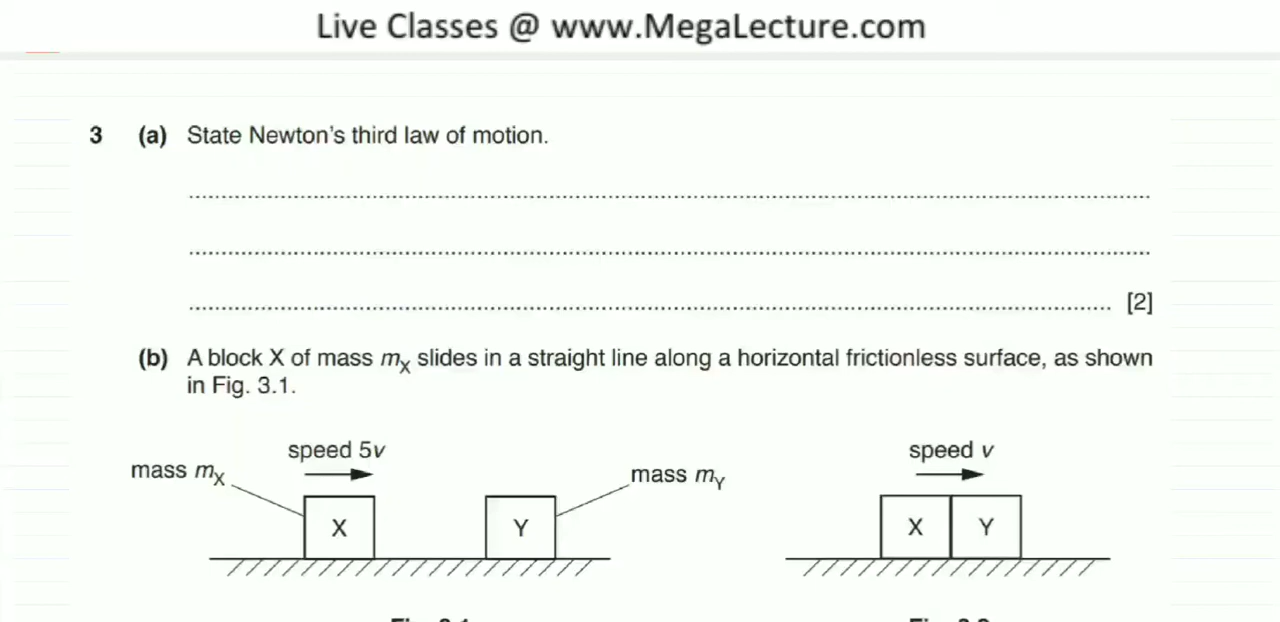 Live Classes @ www.MegaLecture.com
3 (a) State Newton's third law of motion.
[2]
(b) A block X of mass mX slides in a straight line along a horizontal frictionless surface, as shown
in Fig. 3.1.
speed 5v
speed v
mass mX
mass mY
X
Y
X
Y